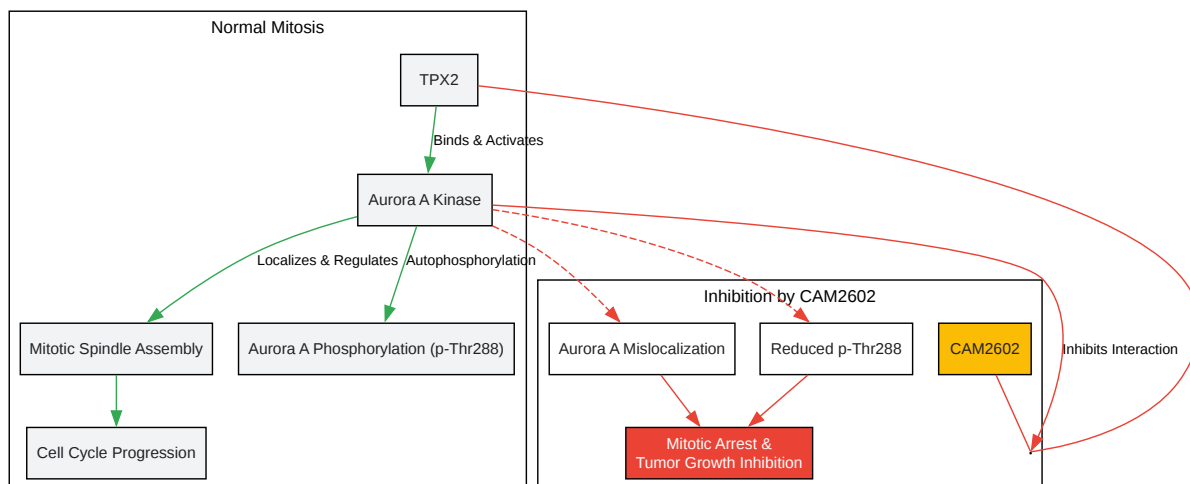 Normal Mitosis
TPX2
Binds & Activates
Aurora A Kinase
Localizes & Regulates
Autophosphorylation
Mitotic Spindle Assembly
Aurora A Phosphorylation (p-Thr288)
Cell Cycle Progression
Inhibition by CAM2602
Aurora A Mislocalization
Reduced p-Thr288
CAM2602
Inhibits Interaction
Mitotic Arrest &
Tumor Growth Inhibition